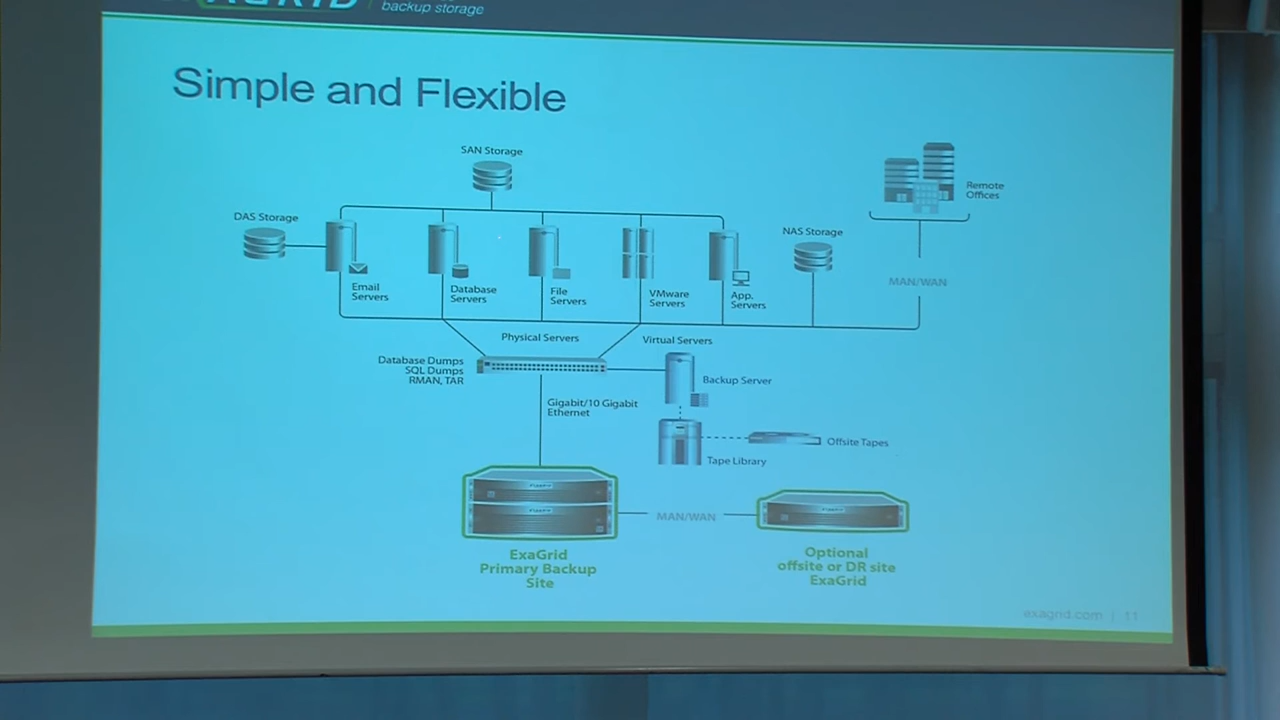 backup storage
Simple and Flexible
SAN Storage
Remote
Offices
DAS Storage
NAS Storage
MAN/WAN
Email
Servers
Database
Servers
File
Servers
VMware
Servers
App.
Servers
Physical Servers
Virtual Servers
Database Dumps
SQL Dumps
RMAN, TAR
Backup Server
Gigabit/10 Gigabit
Ethernet
Offsite Tapes
Tape Library
MAN/WAN
ExaGrid
Primary Backup
Site
Optional
offsite or DR site
ExaGrid
exagrid.com | 11